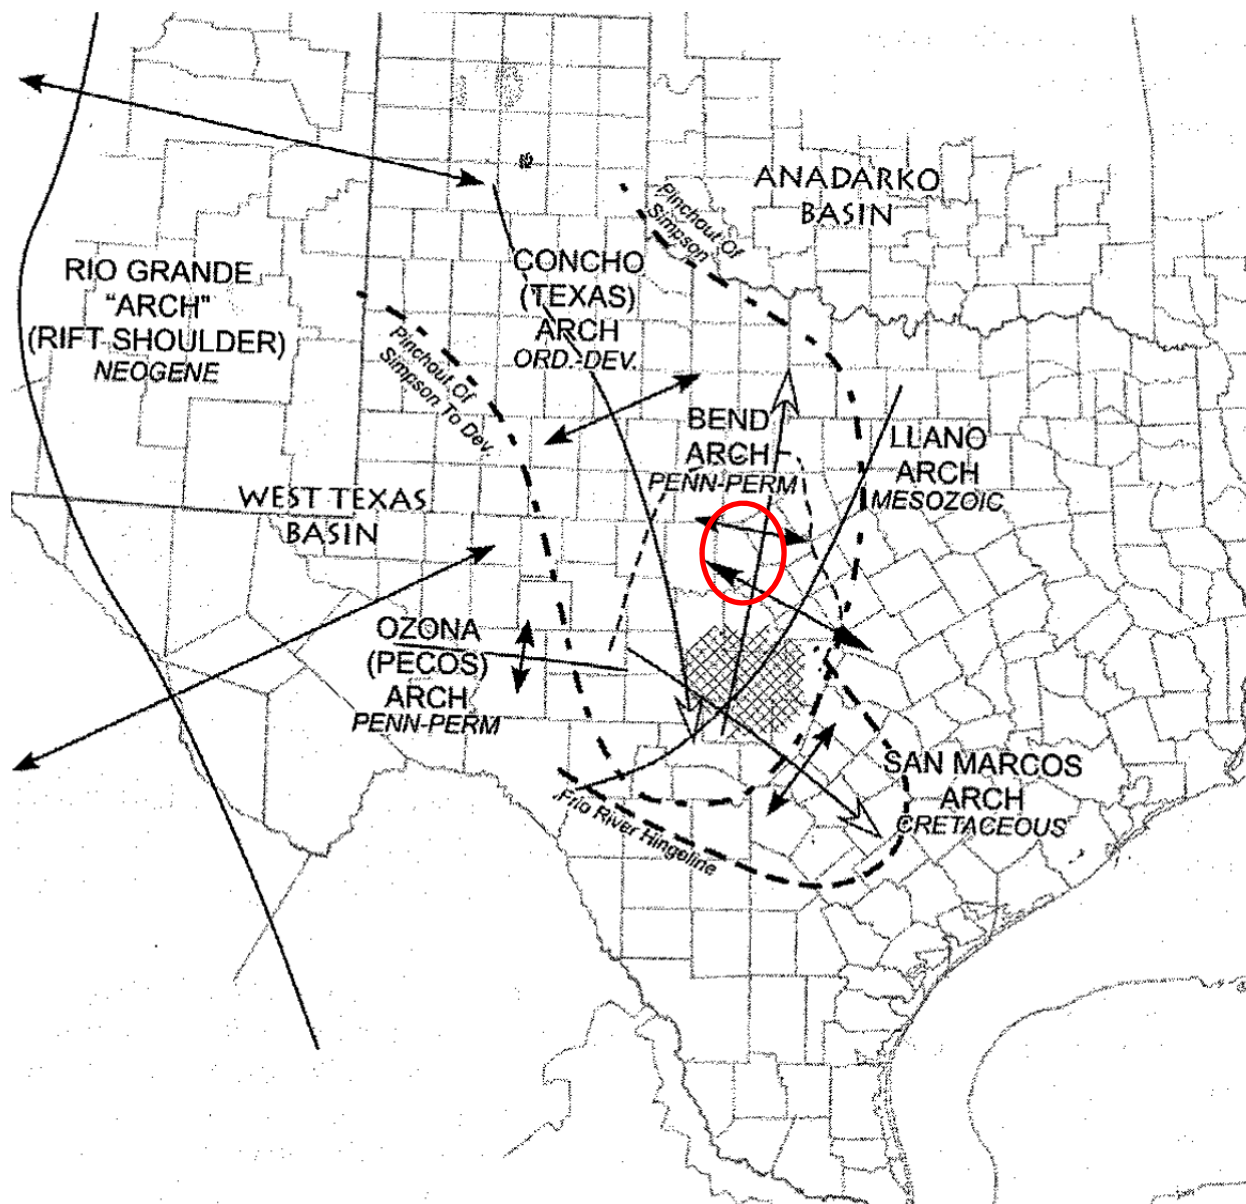 ANADARKO
BASIN
Pinchout Of
Simpson
CONCHO
(TEXAS)
ARCH
ORD.-DEV.
RIO GRANDE
"ARCH"
(RIFT SHOULDER)
NEOGENE
Pinchout Of
Simpson To Dev.
BEND
ARCH
PENN-PERM
LLANO
ARCH
MESOZOIC
WEST TEXAS
BASIN
OZONA
(PECOS)
ARCH
PENN-PERM
SAN MARCOS
ARCH
CRETACEOUS
Frio River Hingeline